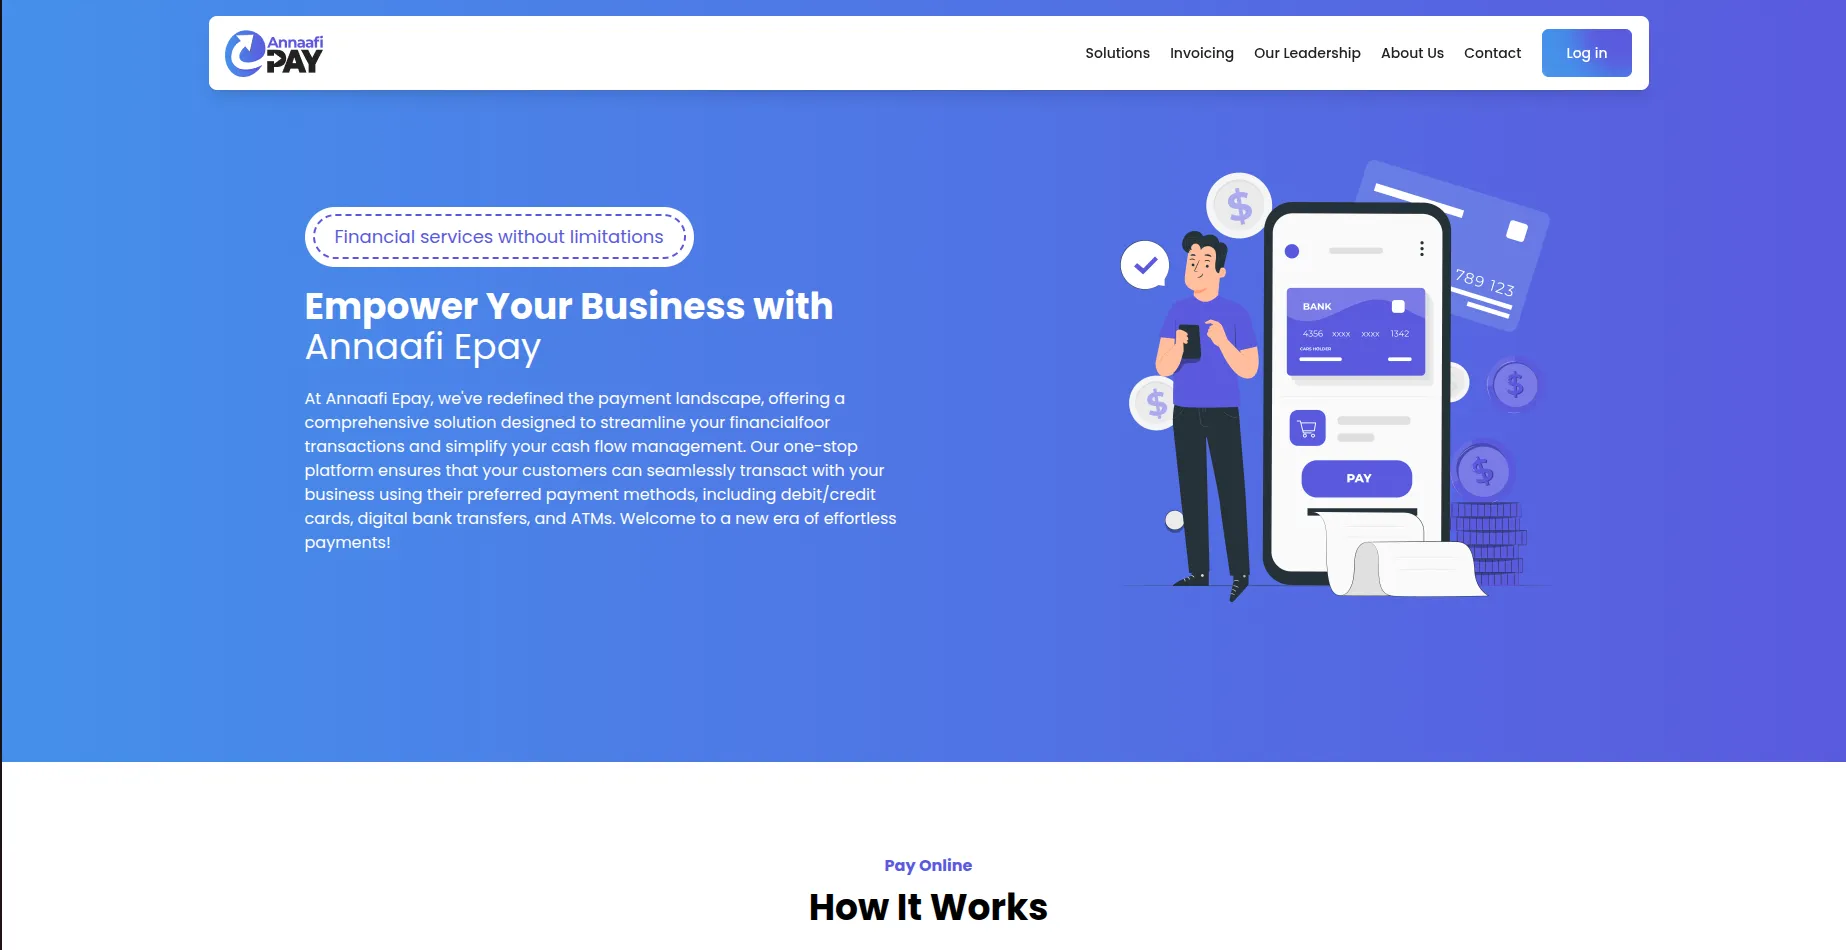 Annaafi
PAY
Solutions Invoicing Our Leadership About Us Contact Log in
Financial services without limitations
Empower Your Business with
Annaafi Epay
At Annaafi Epay, we've redefined the payment landscape, offering a
comprehensive solution designed to streamline your financialfoor
transactions and simplify your cash flow management. Our one-stop
platform ensures that your customers can seamlessly transact with your
business using their preferred payment methods, including debit/credit
cards, digital bank transfers, and ATMs. Welcome to a new era of effortless
payments!
$
789 123
BANK
4356 xxxx xxxx 1342
CARS HOLDER
$
$
$
PAY
Pay Online
How It Works